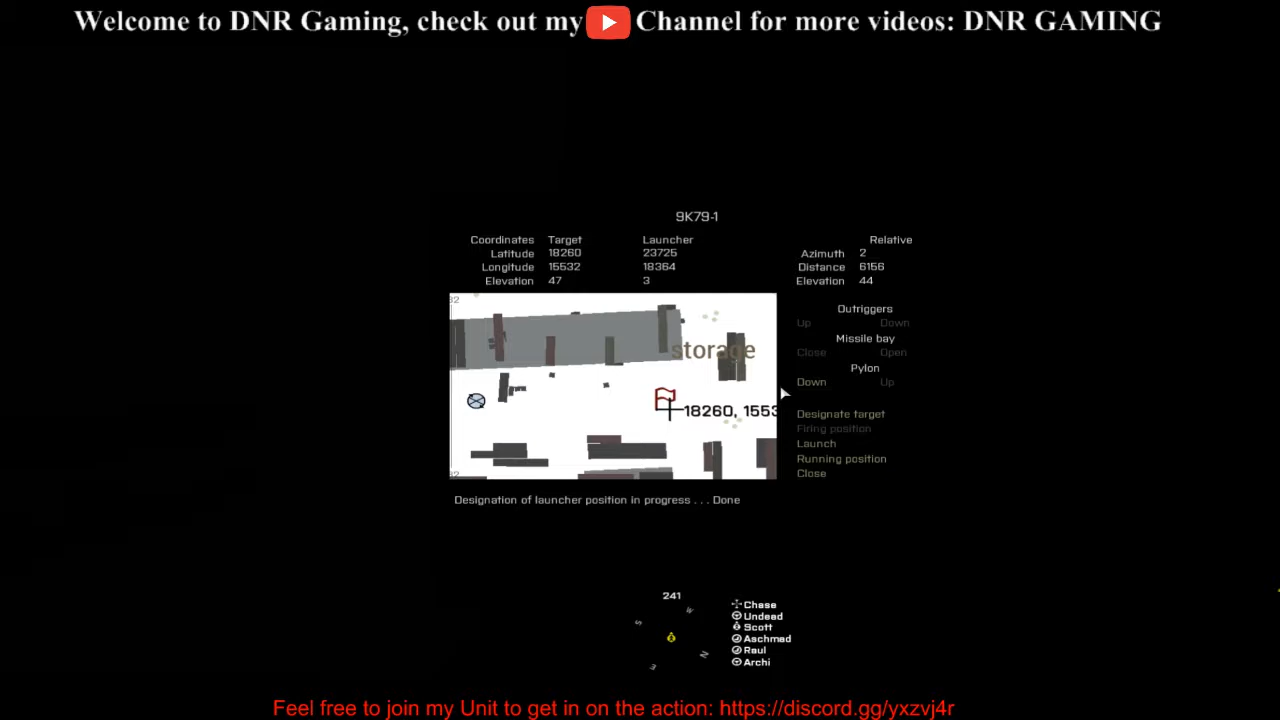 Welcome to DNR Gaming, check out my Channel for more videos: DNR GAMING
9K79-1
Coordinates Target Launcher Relative
Latitude 18260 23725 Azimuth 2
Longitude 15532 18364 Distance 6156
Elevation 47 3 Elevation 44
Outriggers
Up Down
Missile bay
Close Open
Pylon
Down Up
storage
18260, 1553
Designate target
Firing position
Launch
Running position
Close
Designation of launcher position in progress . . . Done
241
W
S
N
E
Chase
Undead
Scott
Aschmad
Raul
Archi
Feel free to join my Unit to get in on the action: https://discord.gg/yxzvj4r